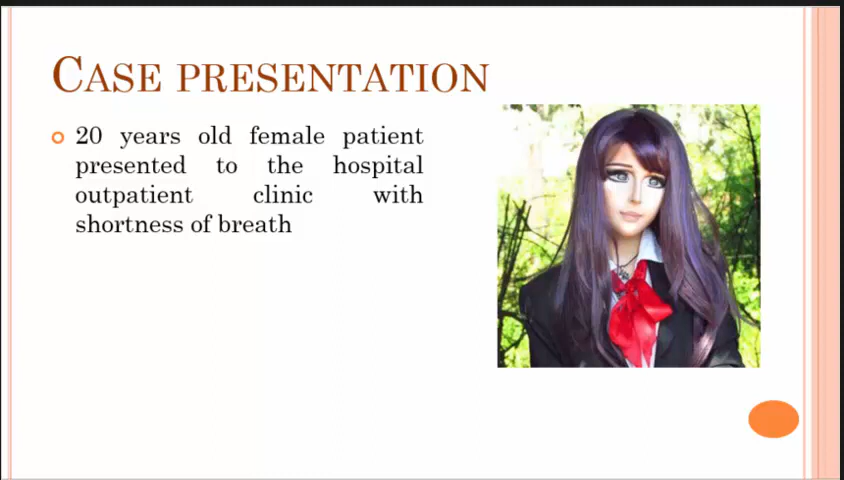 CASE PRESENTATION
20 years old female patient
presented to the hospital
outpatient clinic with
shortness of breath